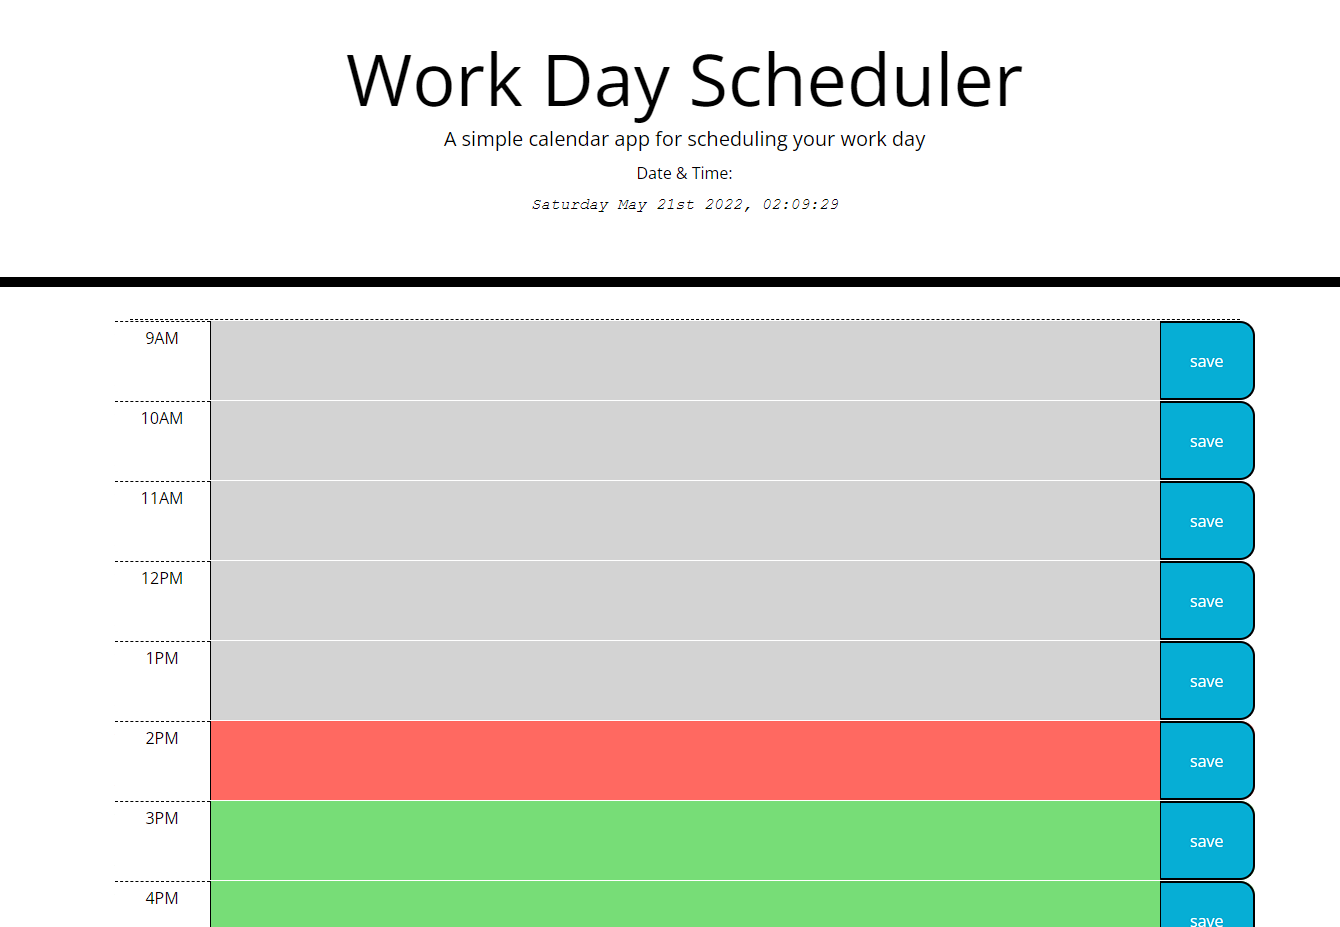 Work Day Scheduler
A simple calendar app for scheduling your work day
Date & Time:
Saturday May 21st 2022, 02:09:29
9AM save
10AM save
11AM save
12PM save
1PM save
2PM save
3PM save
4PM save